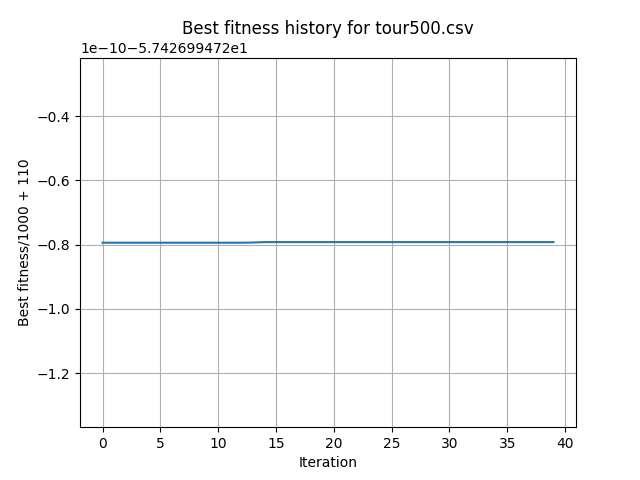 Best fitness history for tour500.csv
1e−10−5.742699472e1
−0.4
−0.6
−0.8
−1.0
−1.2
Best fitness/1000 + 110
0 5 10 15 20 25 30 35 40
Iteration